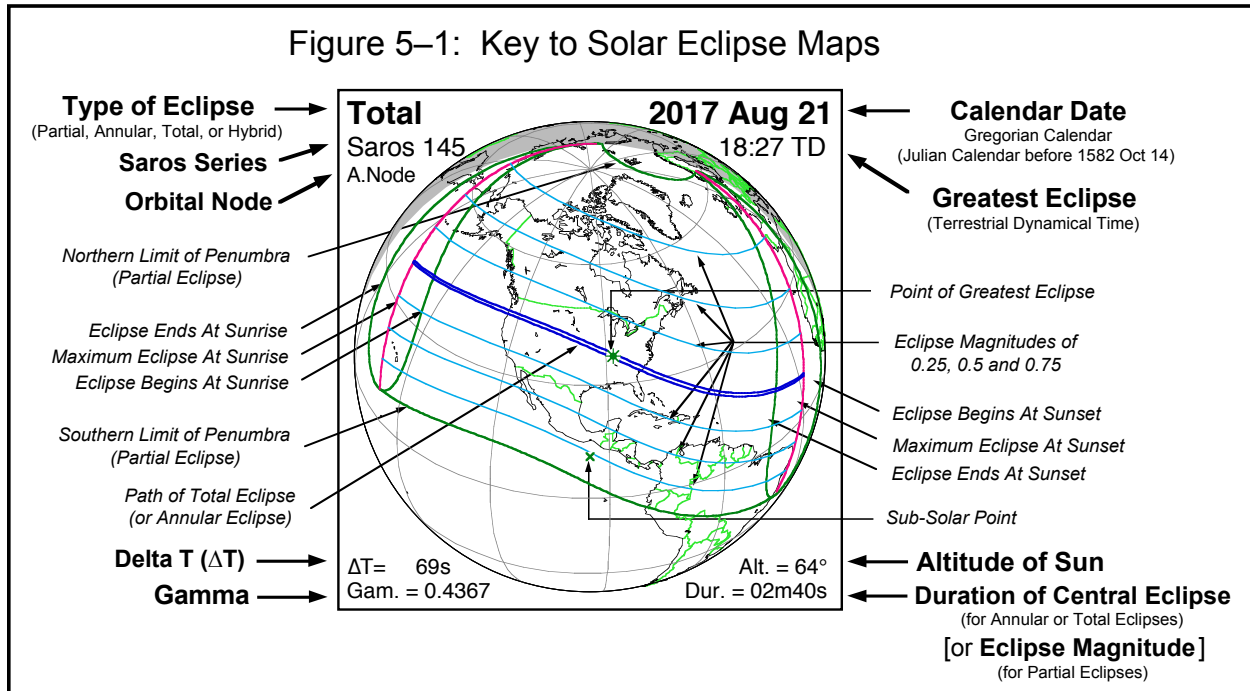 Figure 5–1: Key to Solar Eclipse Maps
Type of Eclipse
(Partial, Annular, Total, or Hybrid)
Saros Series
Orbital Node
Northern Limit of Penumbra
(Partial Eclipse)
Eclipse Ends At Sunrise
Maximum Eclipse At Sunrise
Eclipse Begins At Sunrise
Southern Limit of Penumbra
(Partial Eclipse)
Path of Total Eclipse
(or Annular Eclipse)
Delta T (ΔT)
Gamma
Total
Saros 145
A.Node
2017 Aug 21
18:27 TD
ΔT= 69s
Gam. = 0.4367
Alt. = 64°
Dur. = 02m40s
Calendar Date
Gregorian Calendar
(Julian Calendar before 1582 Oct 14)
Greatest Eclipse
(Terrestrial Dynamical Time)
Point of Greatest Eclipse
Eclipse Magnitudes of
0.25, 0.5 and 0.75
Eclipse Begins At Sunset
Maximum Eclipse At Sunset
Eclipse Ends At Sunset
Sub-Solar Point
Altitude of Sun
Duration of Central Eclipse
(for Annular or Total Eclipses)
[or Eclipse Magnitude]
(for Partial Eclipses)